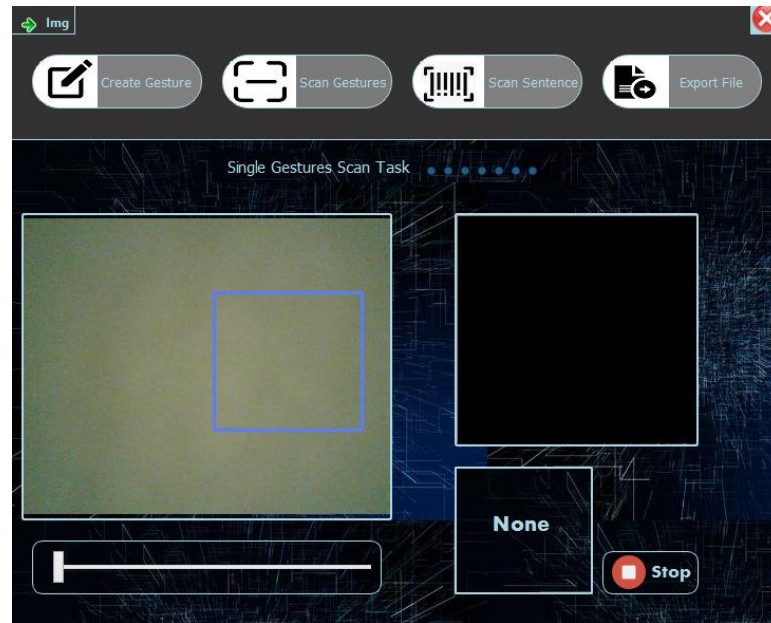 Img
Create Gesture
Scan Gestures
Scan Sentence
Export File
Single Gestures Scan Task
None
Stop